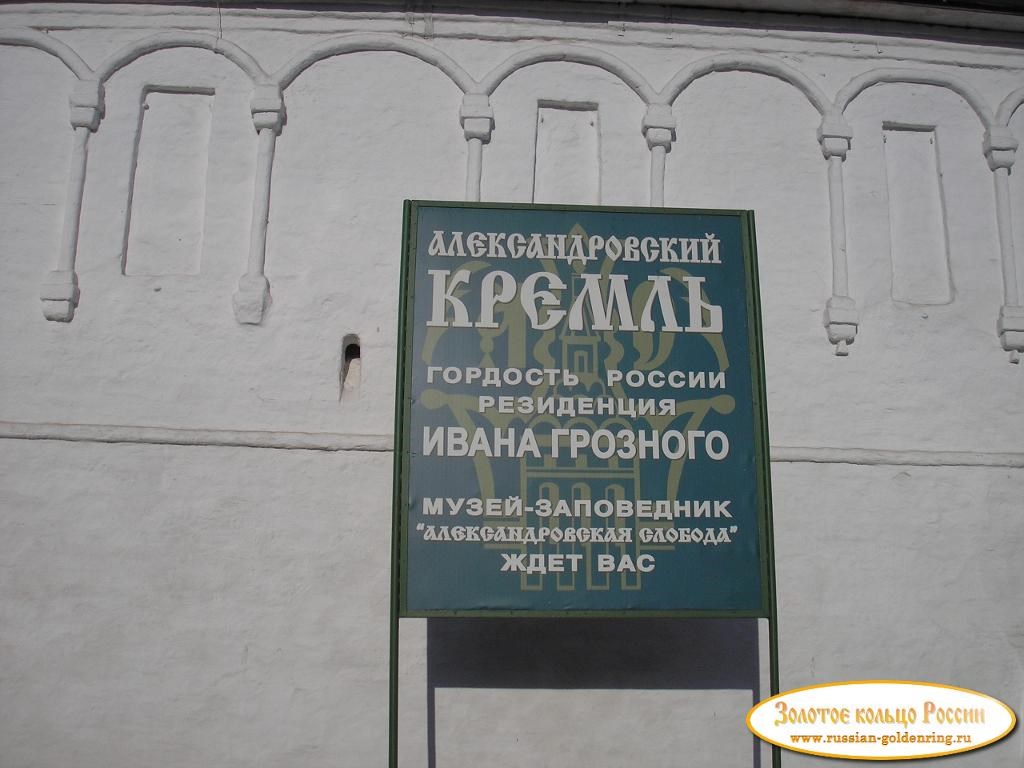 АЛЕКСАНДРОВСКИЙ
КРЕМЛЬ
ГОРДОСТЬ РОССИИ
РЕЗИДЕНЦИЯ
ИВАНА ГРОЗНОГО
МУЗЕЙ-ЗАПОВЕДНИК
"АЛЕКСАНДРОВСКАЯ СЛОБОДА"
ЖДЕТ ВАС
Золотое кольцо России
www.russian-goldenring.ru